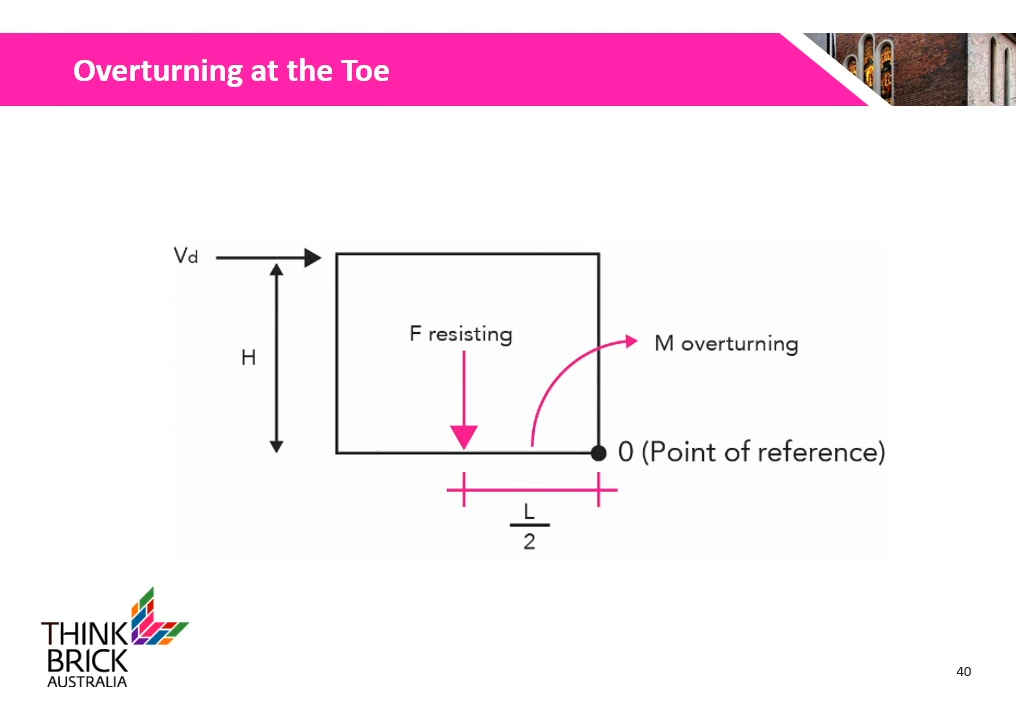 Overturning at the Toe
Vd
F resisting
M overturning
H
0 (Point of reference)
L
2
THINK
BRICK
AUSTRALIA
40